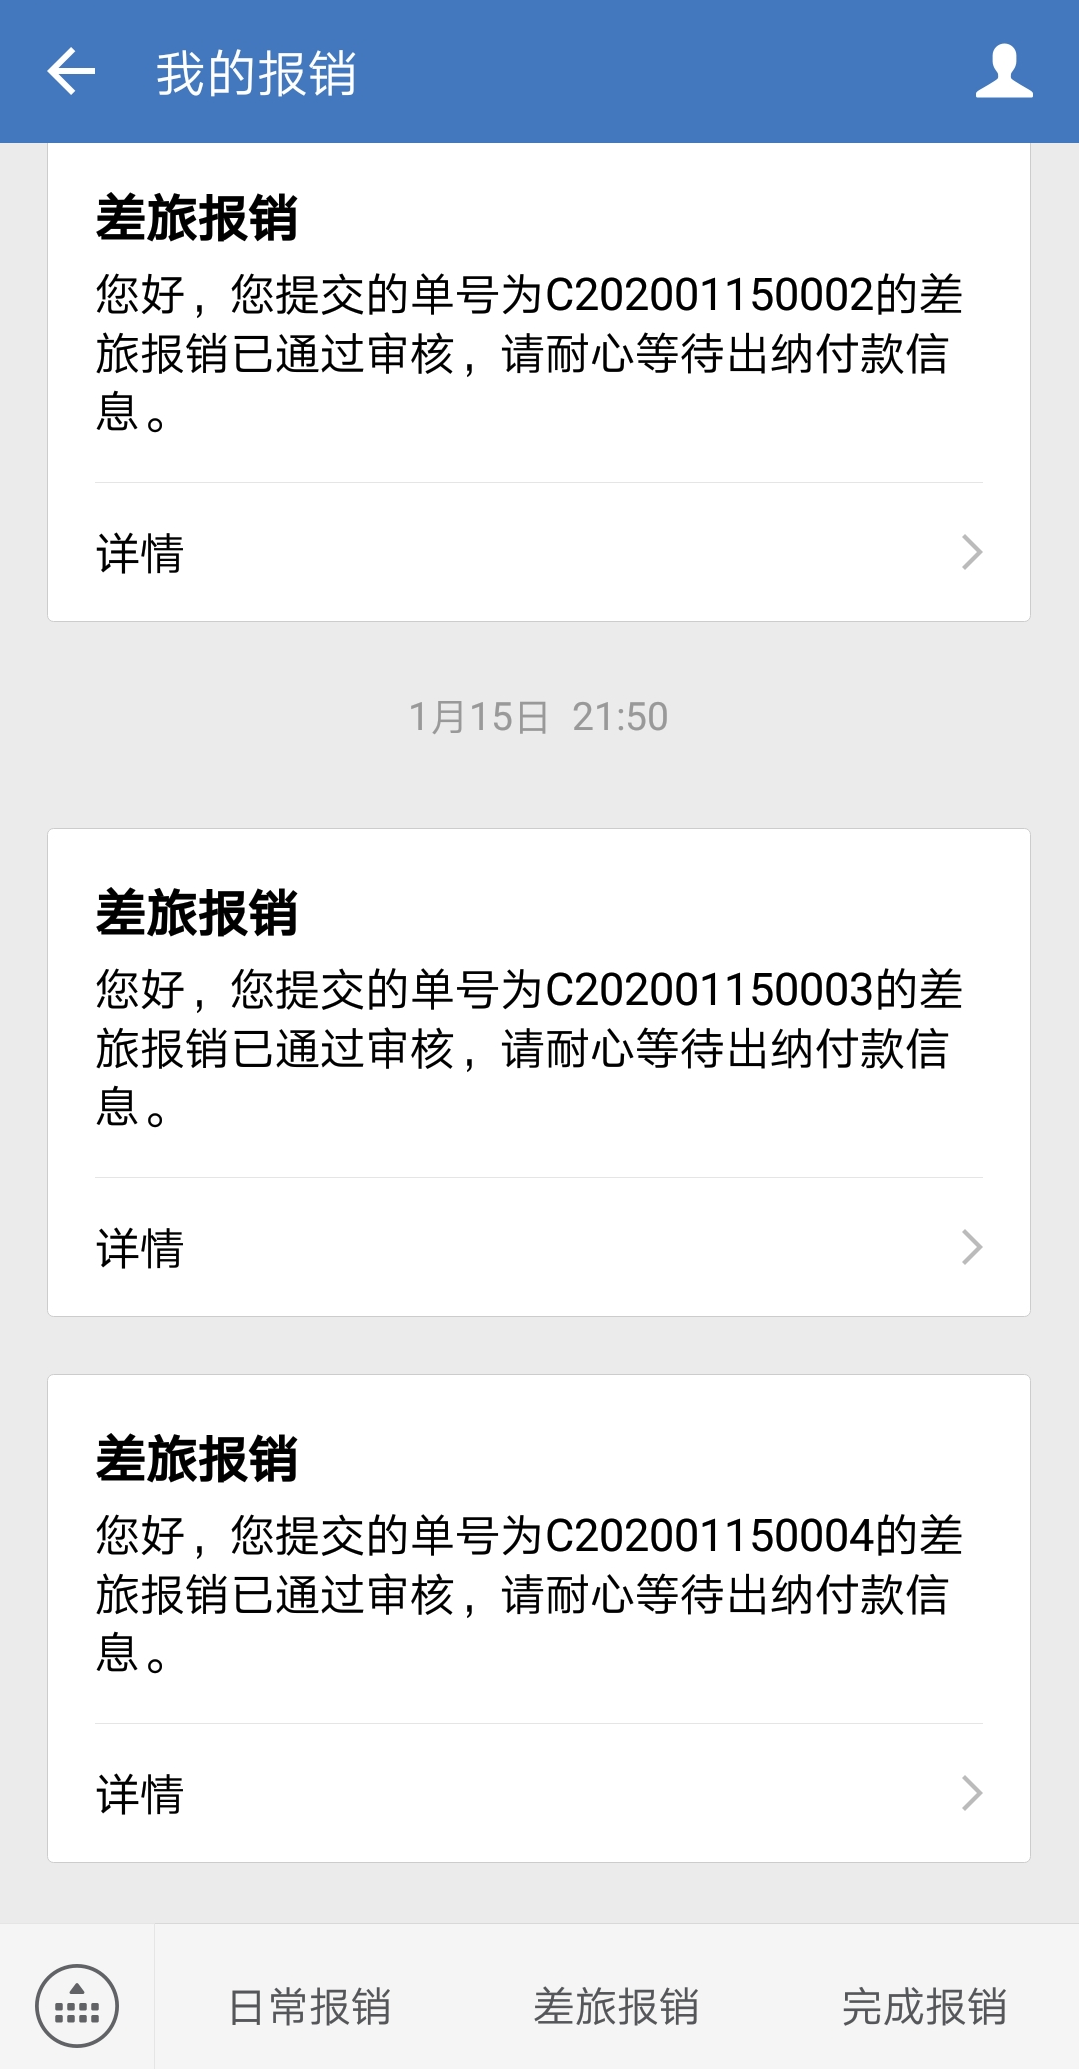 我的报销
差旅报销
您好，您提交的单号为C202001150002的差
旅报销已通过审核，请耐心等待出纳付款信
息。
详情
1月15日 21:50
差旅报销
您好，您提交的单号为C202001150003的差
旅报销已通过审核，请耐心等待出纳付款信
息。
详情
差旅报销
您好，您提交的单号为C202001150004的差
旅报销已通过审核，请耐心等待出纳付款信
息。
详情
日常报销 差旅报销 完成报销